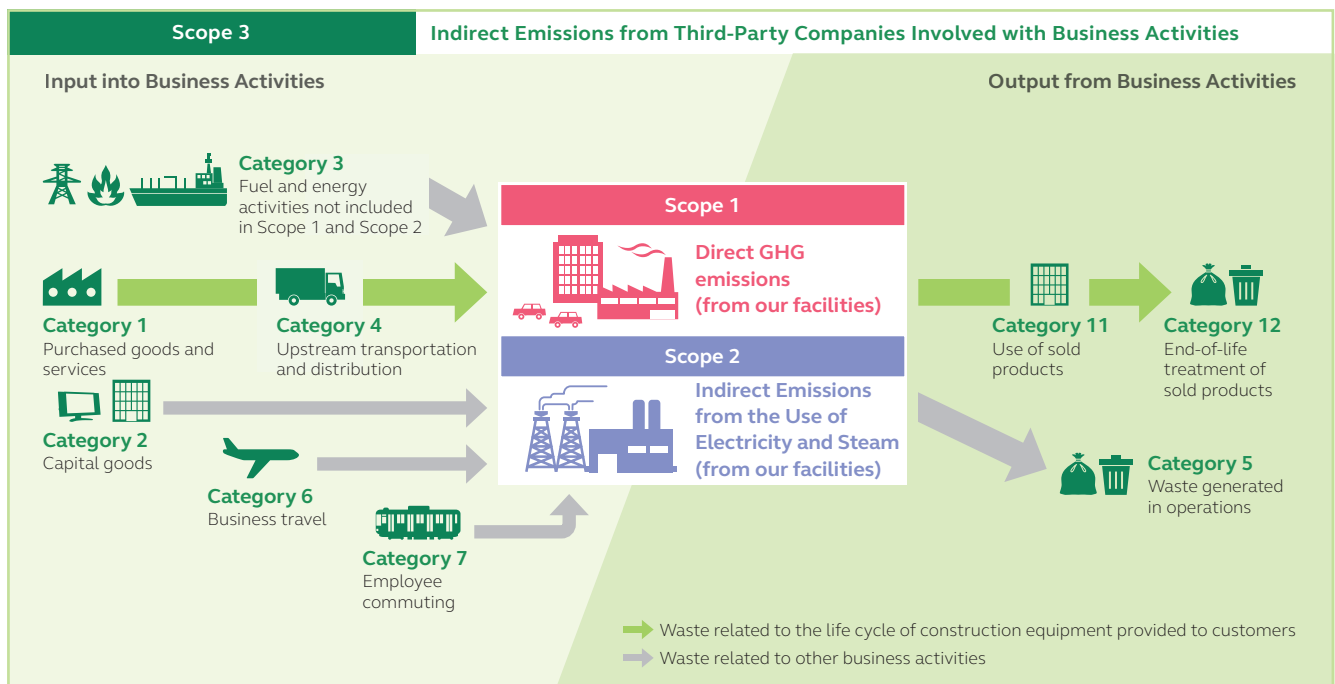 Scope 3
Indirect Emissions from Third-Party Companies Involved with Business Activities
Input into Business Activities
Output from Business Activities
Category 3
Fuel and energy
activities not included
in Scope 1 and Scope 2
Category 1
Purchased goods and
services
Category 4
Upstream transportation
and distribution
Category 2
Capital goods
Category 6
Business travel
Category 7
Employee
commuting
Scope 1
Direct GHG
emissions
(from our facilities)
Scope 2
Indirect Emissions
from the Use of
Electricity and Steam
(from our facilities)
Category 11
Use of sold
products
Category 12
End-of-life
treatment of
sold products
Category 5
Waste generated
in operations
Waste related to the life cycle of construction equipment provided to customers
Waste related to other business activities